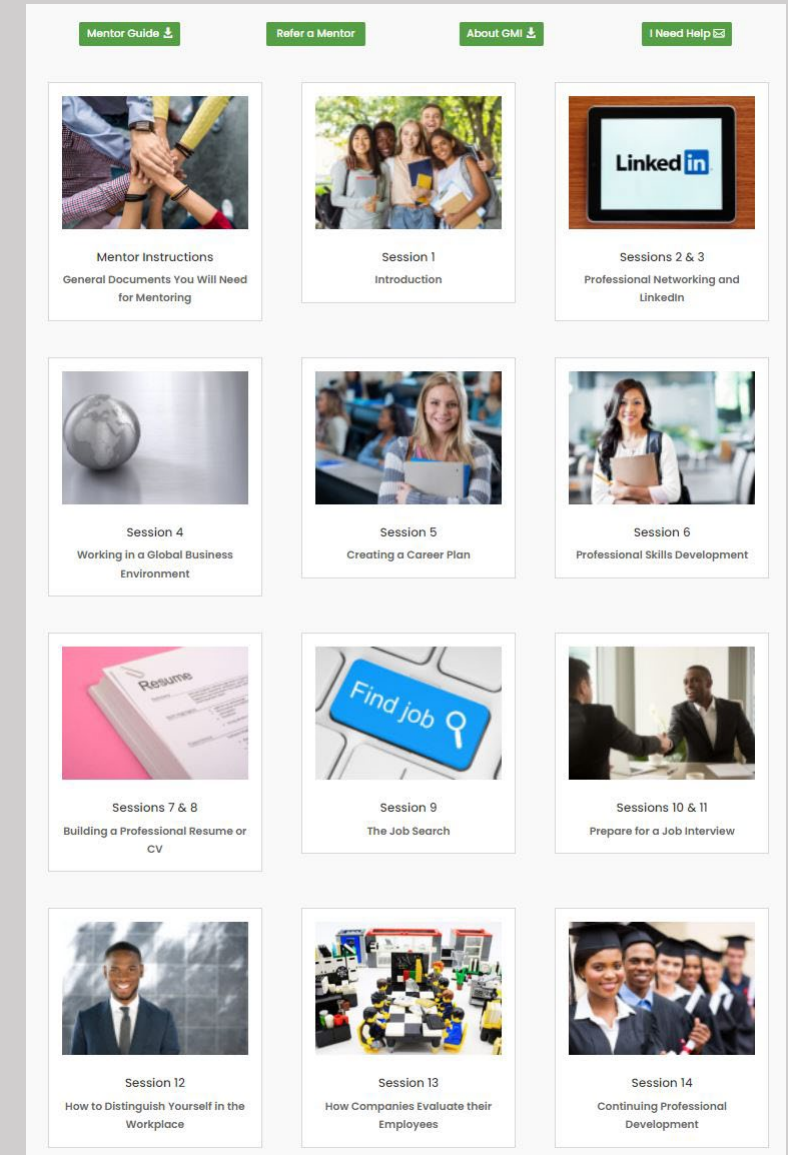 Mentor Guide
Refer a Mentor
About GMI
I Need Help
Mentor Instructions
General Documents You Will Need
for Mentoring
Session 1
Introduction
Linked in
Sessions 2 & 3
Professional Networking and
LinkedIn
Session 4
Working in a Global Business
Environment
Session 5
Creating a Career Plan
Session 6
Professional Skills Development
Resume
Sessions 7 & 8
Building a Professional Resume or
CV
Find job
Session 9
The Job Search
Sessions 10 & 11
Prepare for a Job Interview
Session 12
How to Distinguish Yourself in the
Workplace
Session 13
How Companies Evaluate their
Employees
Session 14
Continuing Professional
Development